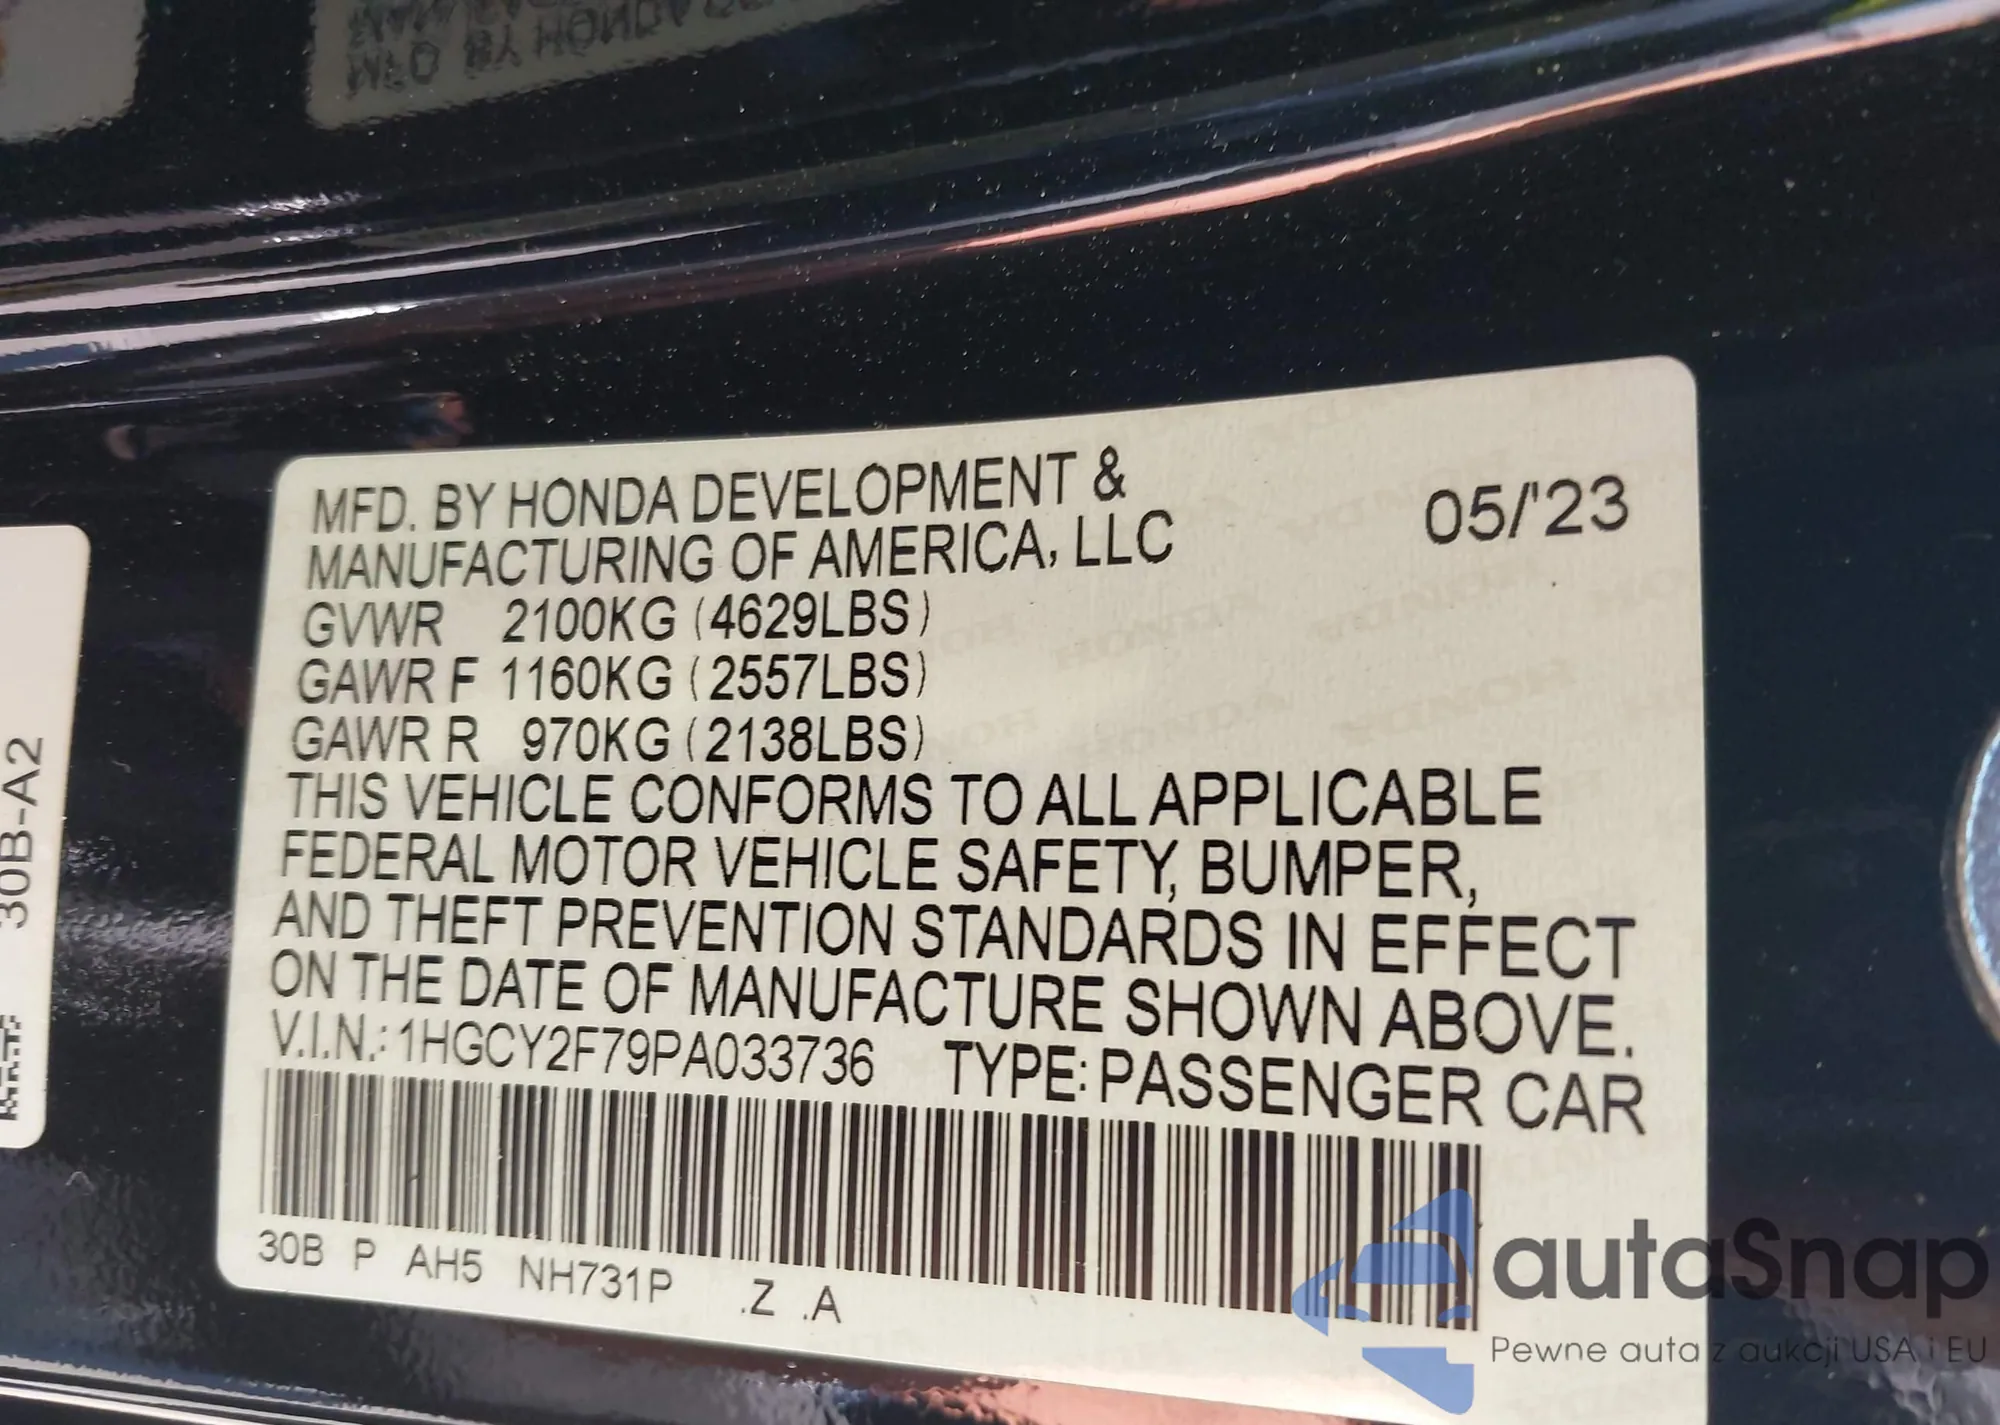 MFD. BY HONDA DEVELOPMENT &
MANUFACTURING OF AMERICA, LLC
05/'23
GVWR 2100KG (4629LBS)
GAWR F 1160KG (2557LBS)
GAWR R 970KG (2138LBS)
THIS VEHICLE CONFORMS TO ALL APPLICABLE
FEDERAL MOTOR VEHICLE SAFETY, BUMPER,
AND THEFT PREVENTION STANDARDS IN EFFECT
ON THE DATE OF MANUFACTURE SHOWN ABOVE.
V.I.N.: 1HGCY2F79PA033736 TYPE: PASSENGER CAR
30B P AH5 NH731P .Z .A
30B-A2
autaSnap
Pewne auta z aukcji USA i EU